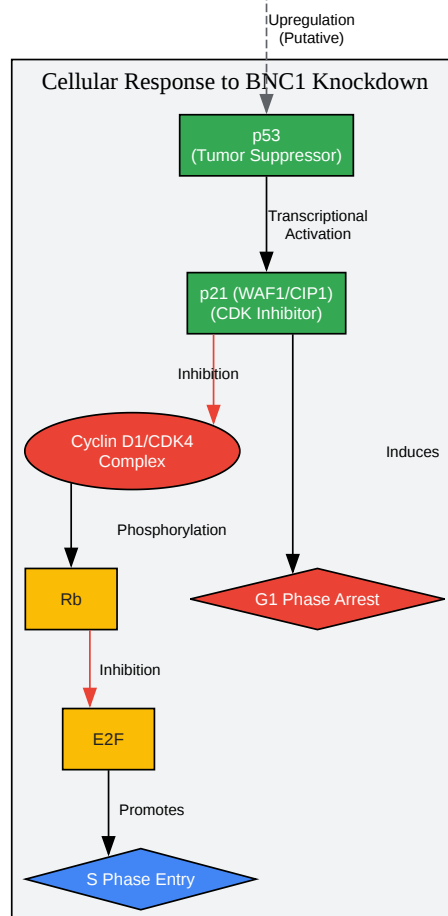 Upregulation
(Putative)
Cellular Response to BNC1 Knockdown
p53
(Tumor Suppressor)
Transcriptional
Activation
p21 (WAF1/CIP1)
(CDK Inhibitor)
Inhibition
Cyclin D1/CDK4
Complex
Induces
Phosphorylation
Rb
G1 Phase Arrest
Inhibition
E2F
Promotes
S Phase Entry